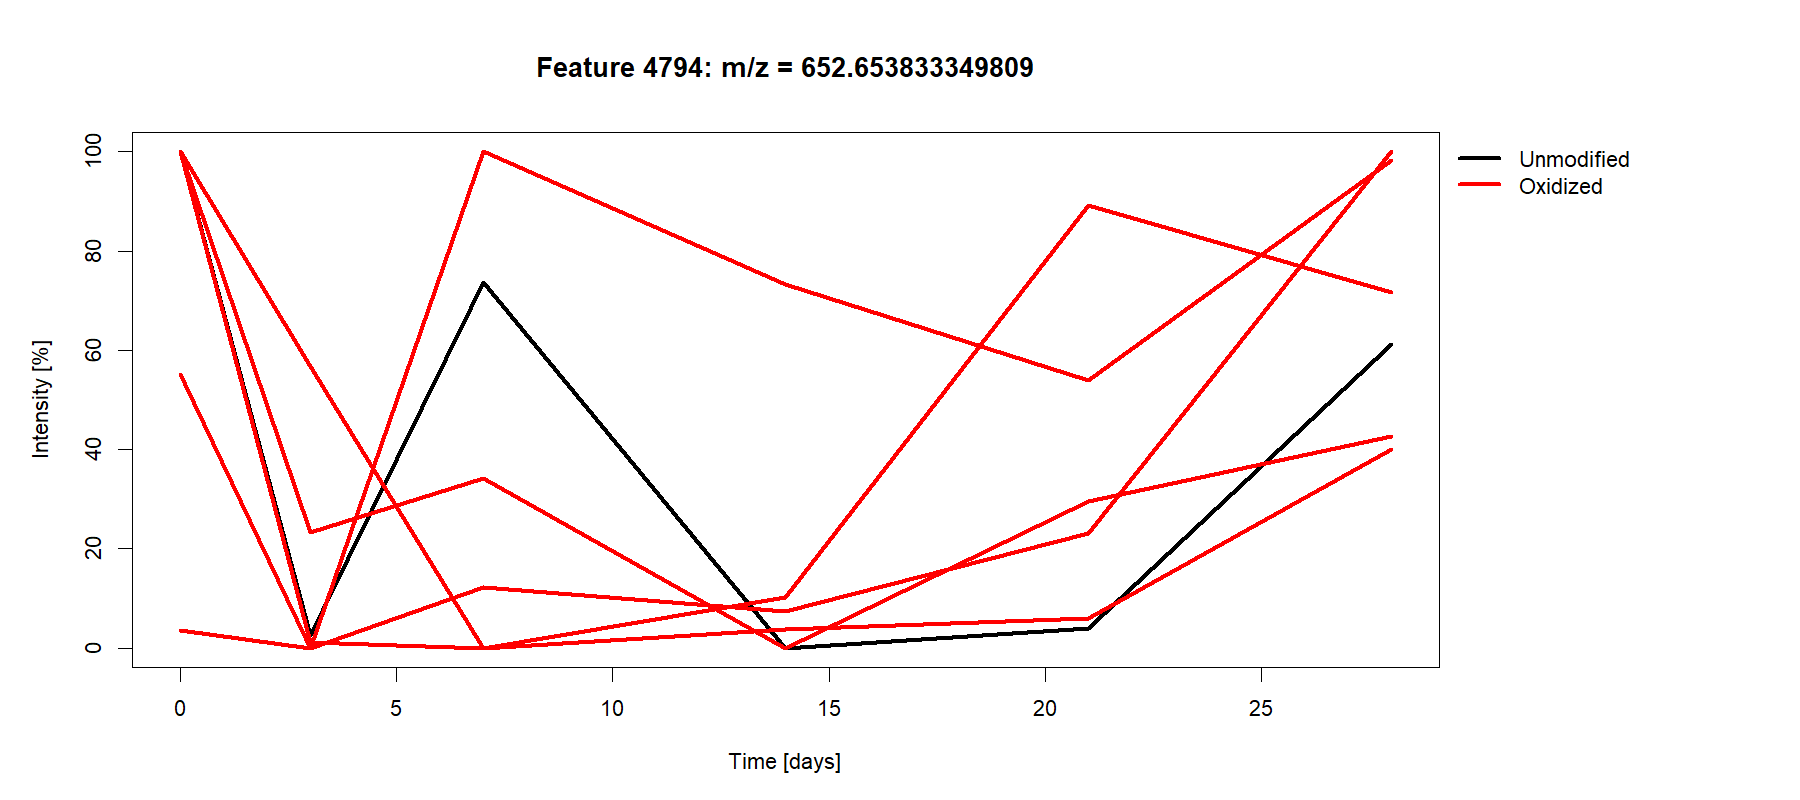 Feature 4794: m/z = 652.653833349809
Unmodified
Oxidized
Intensity [%]
100
80
60
40
20
0
0 5 10 15 20 25
Time [days]